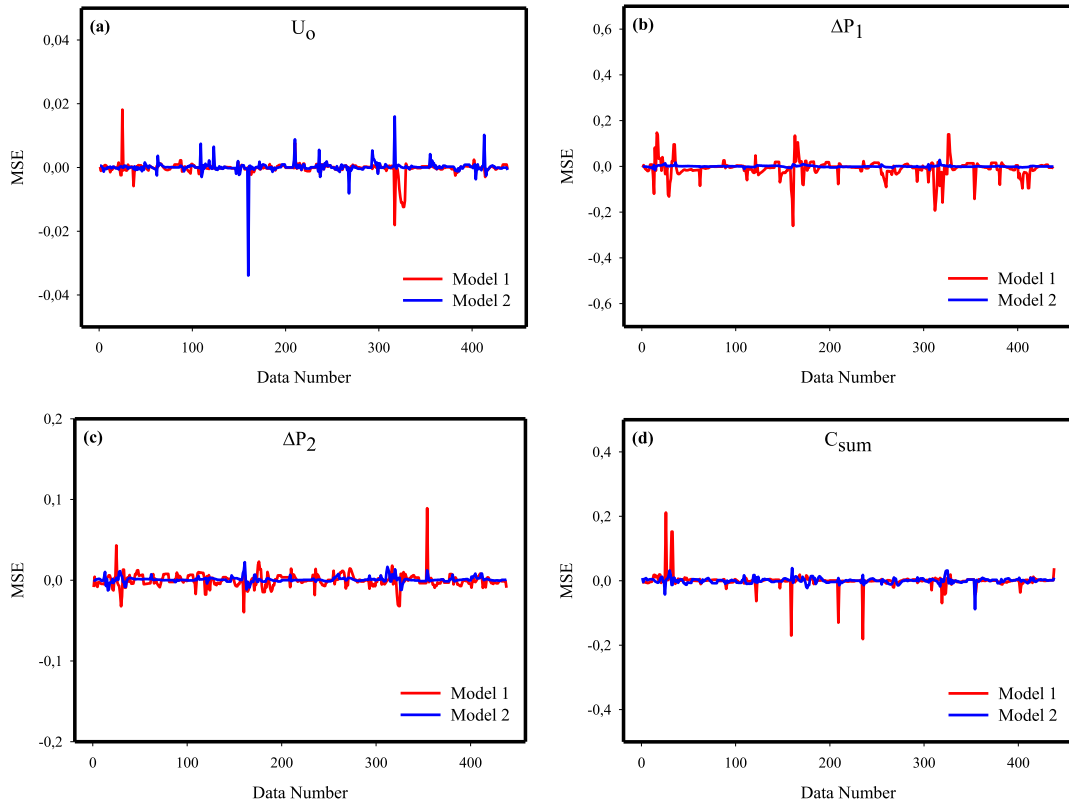 (a)
U₀
MSE
0,04
0,02
0,00
-0,02
-0,04
Model 1
Model 2
0 100 200 300 400
Data Number
(b)
ΔP₁
MSE
0,6
0,4
0,2
0,0
-0,2
-0,4
-0,6
Model 1
Model 2
0 100 200 300 400
Data Number
(c)
ΔP₂
MSE
0,2
0,1
0,0
-0,1
-0,2
Model 1
Model 2
0 100 200 300 400
Data Number
(d)
C_sum
MSE
0,4
0,2
0,0
-0,2
-0,4
Model 1
Model 2
0 100 200 300 400
Data Number